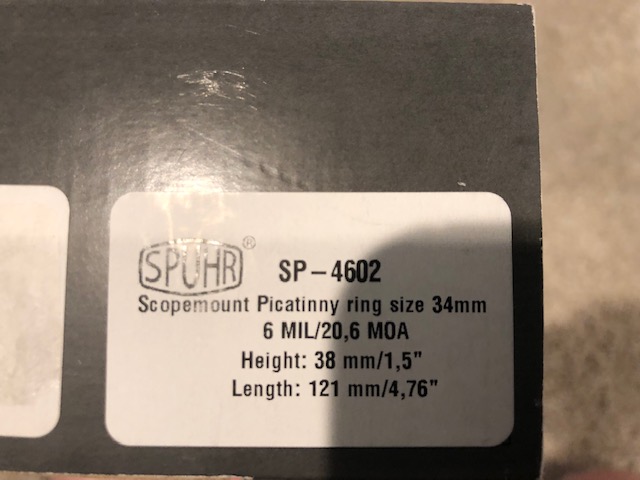 SPUHR® SP-4602
Scopemount Picatinny ring size 34mm
6 MIL/20,6 MOA
Height: 38 mm/1,5"
Length: 121 mm/4,76"